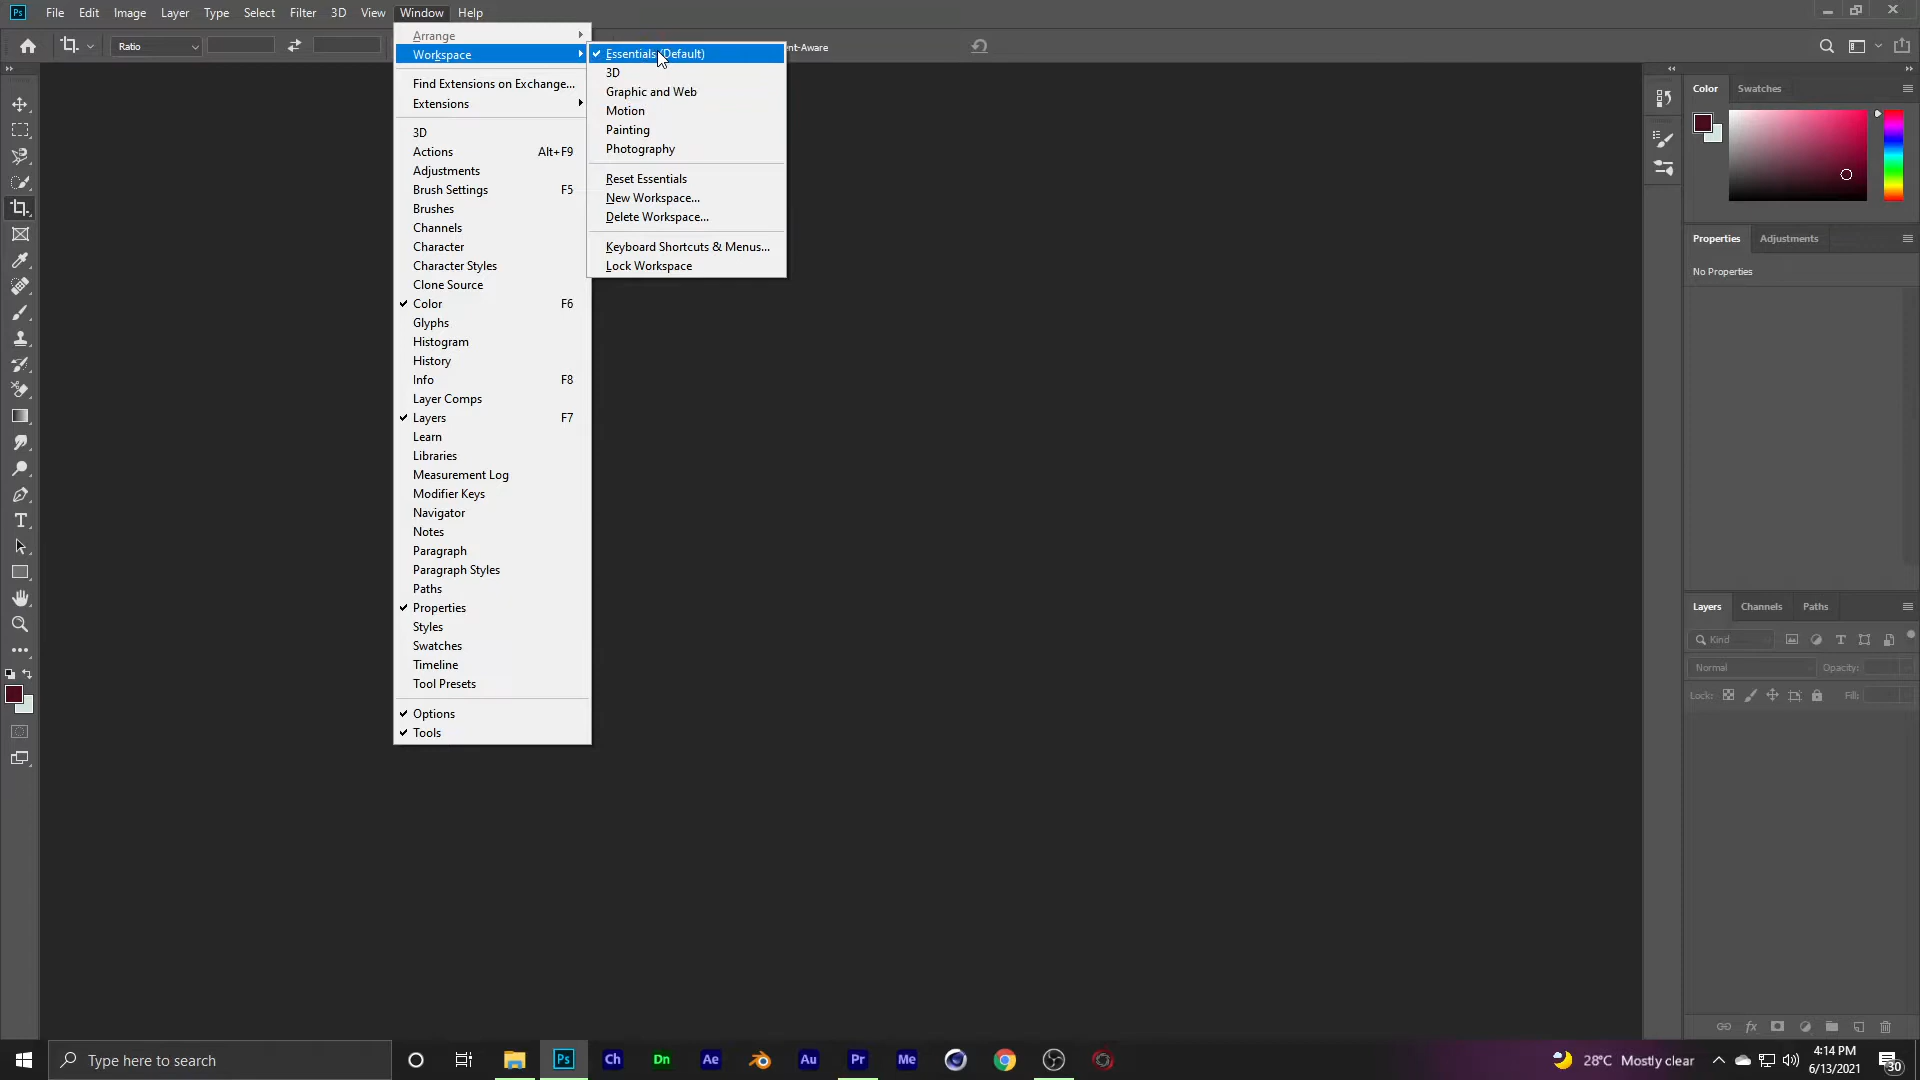 Ps File Edit Image Layer Type Select Filter 3D View Window Help
Ratio
nt-Aware
Arrange
Workspace
Find Extensions on Exchange...
Extensions
3D
Actions Alt+F9
Adjustments
Brush Settings F5
Brushes
Channels
Character
Character Styles
Clone Source
Color F6
Glyphs
Histogram
History
Info F8
Layer Comps
Layers F7
Learn
Libraries
Measurement Log
Modifier Keys
Navigator
Notes
Paragraph
Paragraph Styles
Paths
Properties
Styles
Swatches
Timeline
Tool Presets
Options
Tools
Essentials (Default)
3D
Graphic and Web
Motion
Painting
Photography
Reset Essentials
New Workspace...
Delete Workspace...
Keyboard Shortcuts & Menus...
Lock Workspace
Color Swatches
Properties Adjustments
No Properties
Layers Channels Paths
Kind
Normal Opacity:
Lock: Fill:
Type here to search
Ps Ch Dn Ae Au Pr Me
28°C Mostly clear
4:14 PM
6/13/2021
30